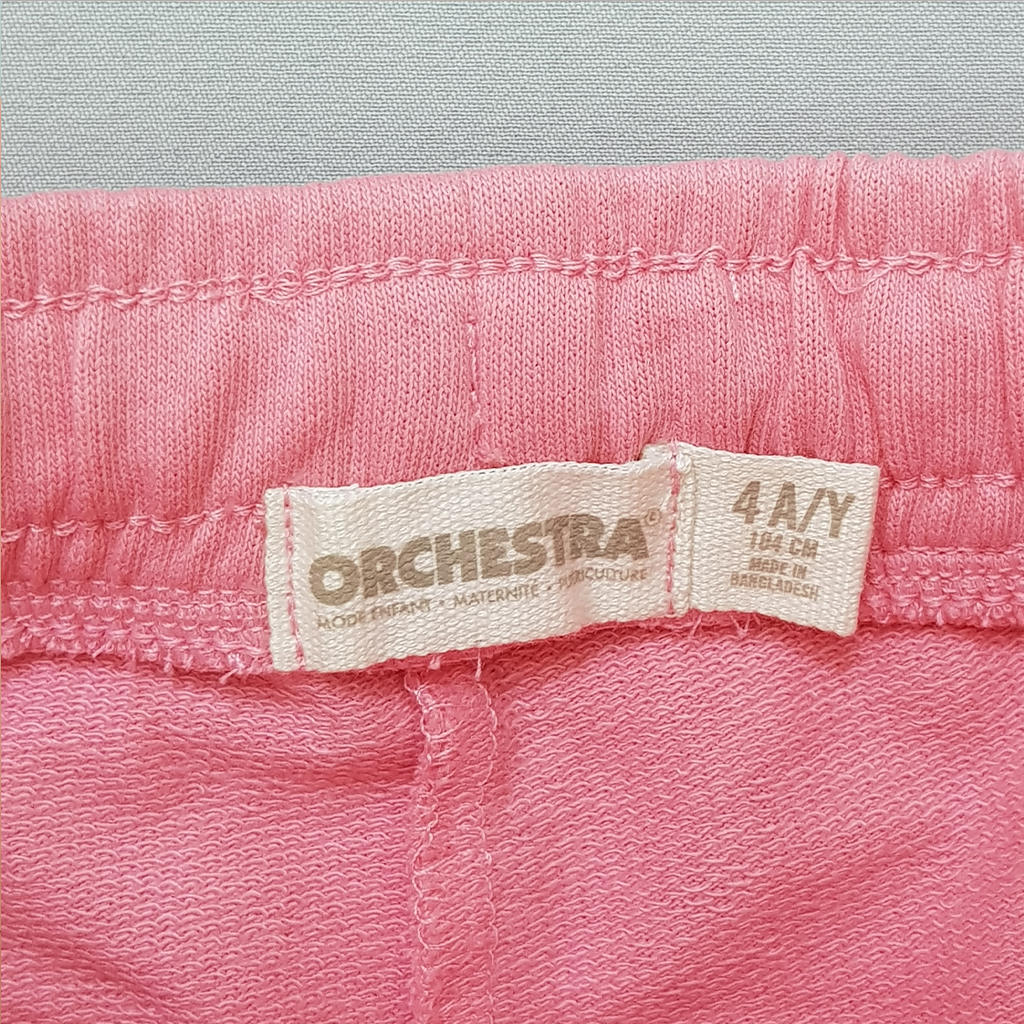 ORCHESTRA®
MODE ENFANT • MATERNITÉ • PUÉRICULTURE
4 A/Y
104 CM
MADE IN
BANGLADESH